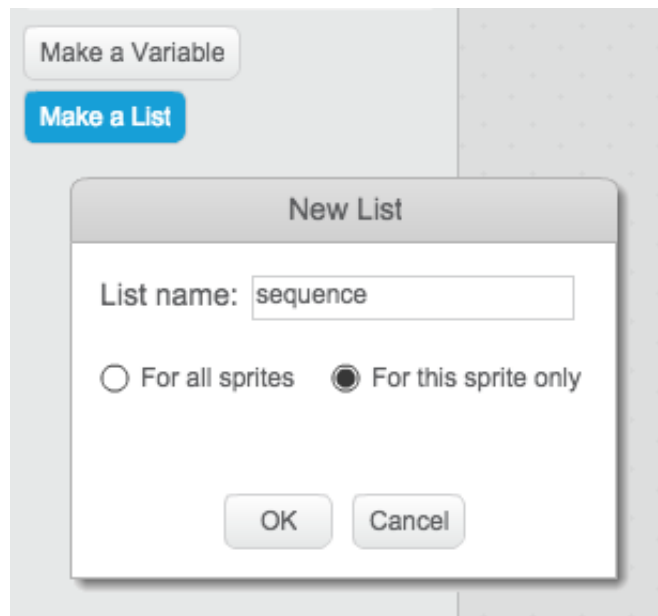 Make a Variable
Make a List
New List
List name: sequence
For all sprites For this sprite only
OK Cancel